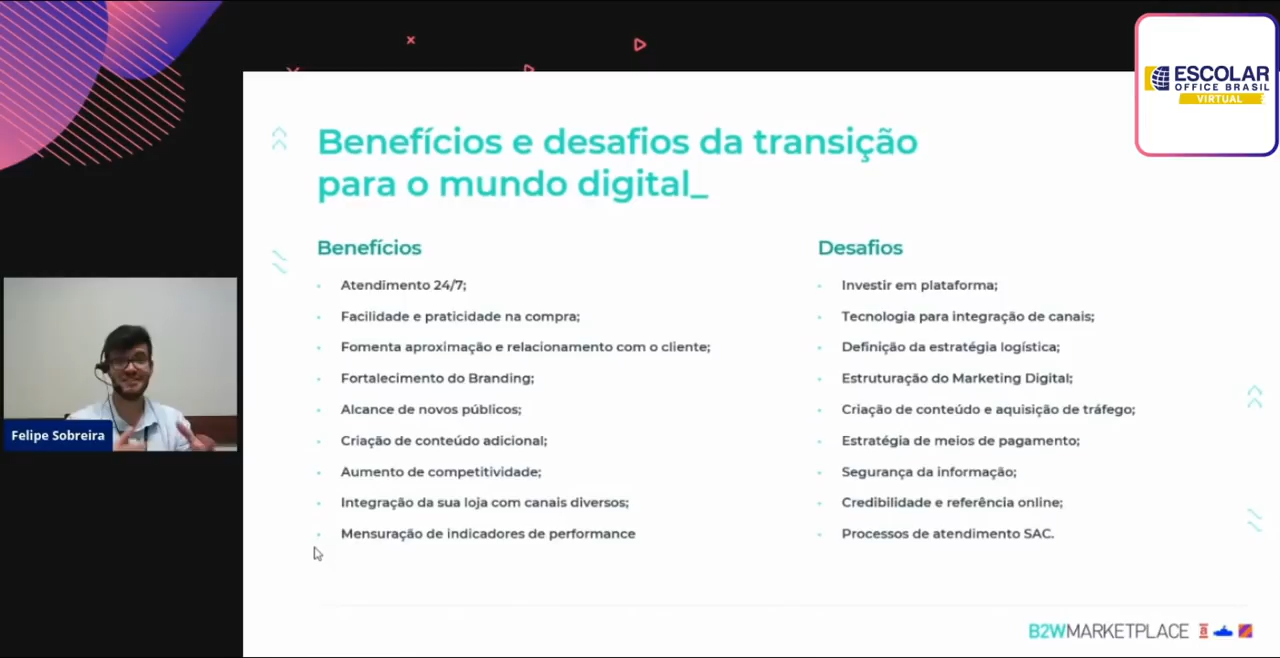 ESCOLAR
OFFICE BRASIL
VIRTUAL
Benefícios e desafios da transição
para o mundo digital_
Benefícios
Atendimento 24/7;
Facilidade e praticidade na compra;
Fomenta aproximação e relacionamento com o cliente;
Fortalecimento do Branding;
Alcance de novos públicos;
Criação de conteúdo adicional;
Aumento de competitividade;
Integração da sua loja com canais diversos;
Mensuração de indicadores de performance
Desafios
Investir em plataforma;
Tecnologia para integração de canais;
Definição da estratégia logística;
Estruturação do Marketing Digital;
Criação de conteúdo e aquisição de tráfego;
Estratégia de meios de pagamento;
Segurança da informação;
Credibilidade e referência online;
Processos de atendimento SAC.
Felipe Sobreira
B2WMARKETPLACE